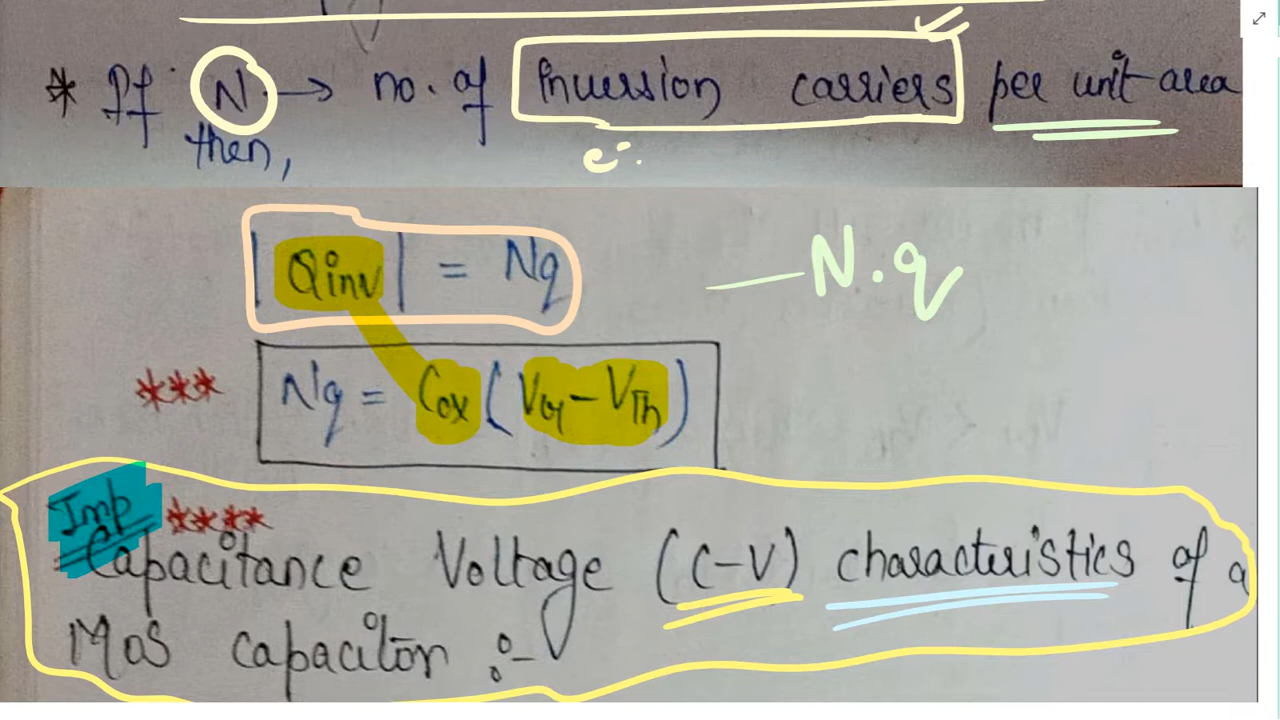 * If N → no. of Inversion carriers per unit area
e-
then,
|Qinv| = Nq
— N.q
*** Nq = Cox (VG - VTh)
Imp ****
Capacitance Voltage (C-V) characteristics of a
Mos capacitor :-